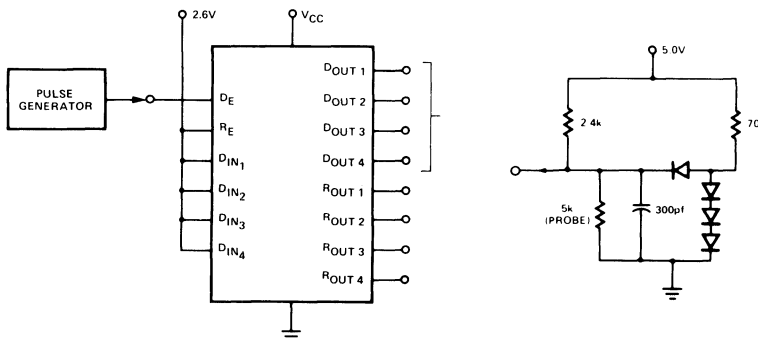 2.6V
VCC
PULSE
GENERATOR
DE
RE
DIN1
DIN2
DIN3
DIN4
DOUT 1
DOUT 2
DOUT 3
DOUT 4
ROUT 1
ROUT 2
ROUT 3
ROUT 4
5.0V
2 4k
70
5k
(PROBE)
300pf